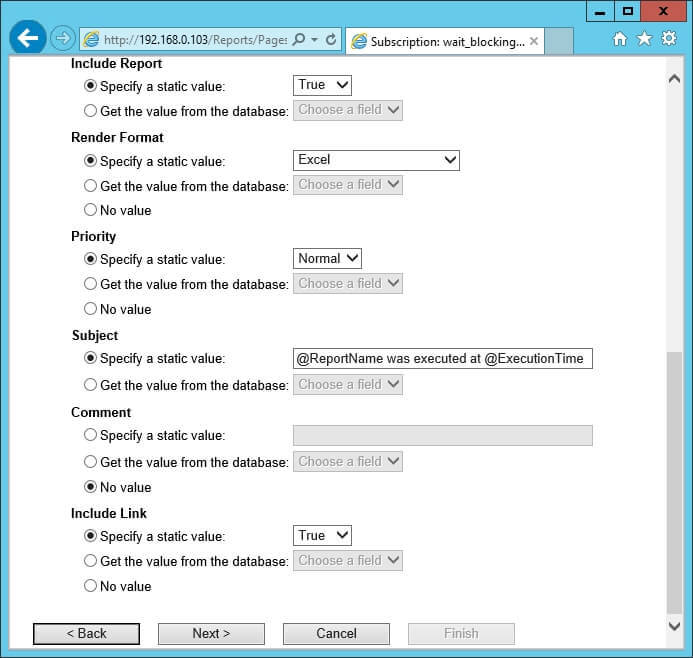 http://192.168.0.103/Reports/Pages
Subscription: wait_blocking...
Include Report
Specify a static value: True
Get the value from the database: Choose a field
Render Format
Specify a static value: Excel
Get the value from the database: Choose a field
No value
Priority
Specify a static value: Normal
Get the value from the database: Choose a field
No value
Subject
Specify a static value: @ReportName was executed at @ExecutionTime
Get the value from the database: Choose a field
Comment
Specify a static value:
Get the value from the database: Choose a field
No value
Include Link
Specify a static value: True
Get the value from the database: Choose a field
No value
< Back Next > Cancel Finish